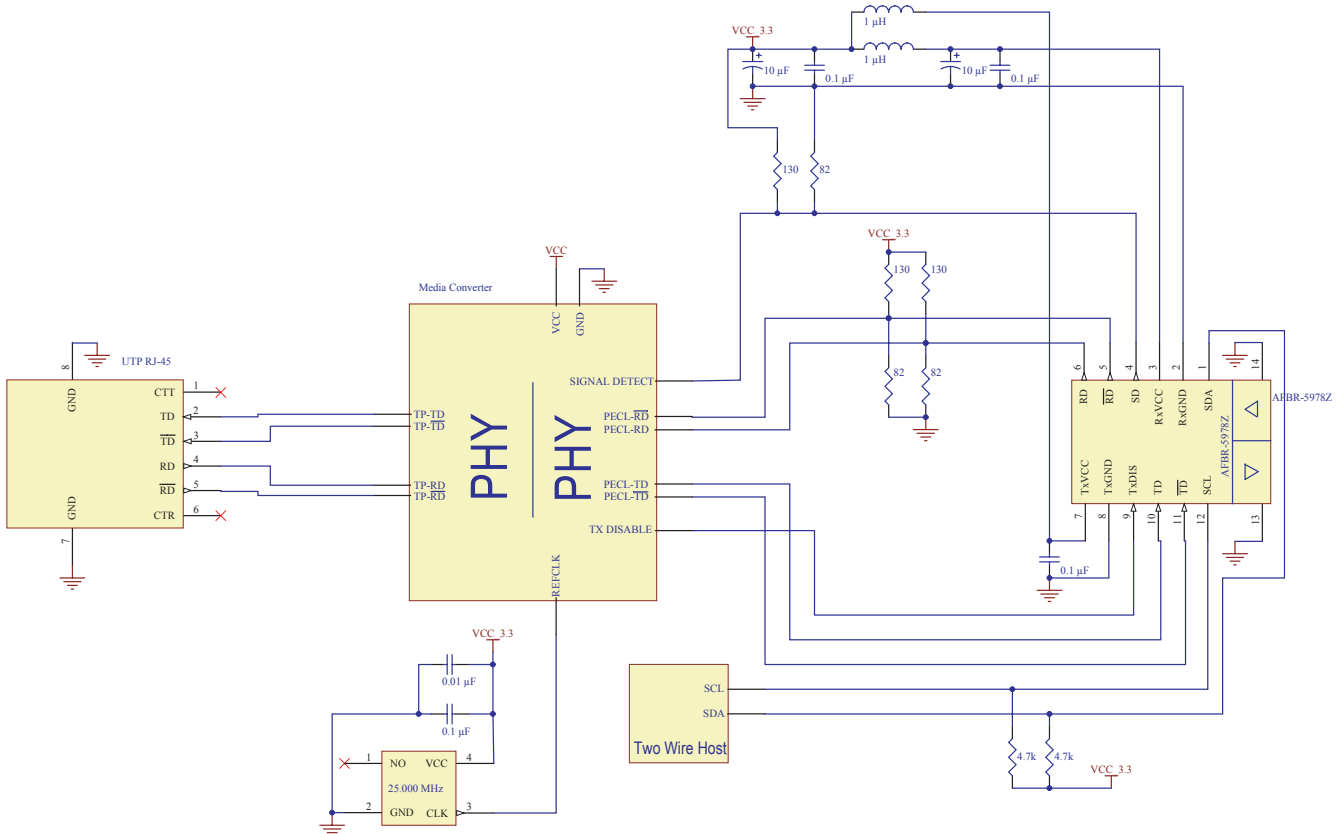 1 µH
VCC_3.3
1 µH
10 µF
0.1 µF
10 µF
0.1 µF
130
82
VCC_3.3
130
130
82
82
VCC
Media Converter
VCC
GND
SIGNAL DETECT
PECL-RD
PECL-RD
PECL-TD
PECL-TD
TX DISABLE
REFCLK
TP-TD
TP-TD
TP-RD
TP-RD
PHY
PHY
UTP RJ-45
8
GND
CTT
1
TD
2
TD
3
RD
4
RD
5
CTR
6
GND
7
6
5
4
3
2
1
14
RD
RD
SD
RxVCC
RxGND
SDA
AFBR-5978Z
AFBR-5978Z
TxVCC
TxGND
TxDIS
TD
TD
SCL
7
8
9
10
11
12
13
0.1 µF
VCC_3.3
0.01 µF
0.1 µF
1
NO
VCC
4
25.000 MHz
2
GND
CLK
3
SCL
SDA
Two Wire Host
4.7k
4.7k
VCC_3.3